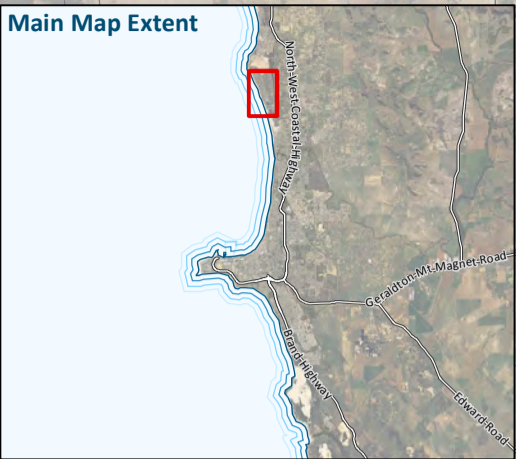 Main Map Extent
North-West-Coastal-Highway
Geraldton-Mt-Magnet-Road
Brand-Highway
Edward-Road